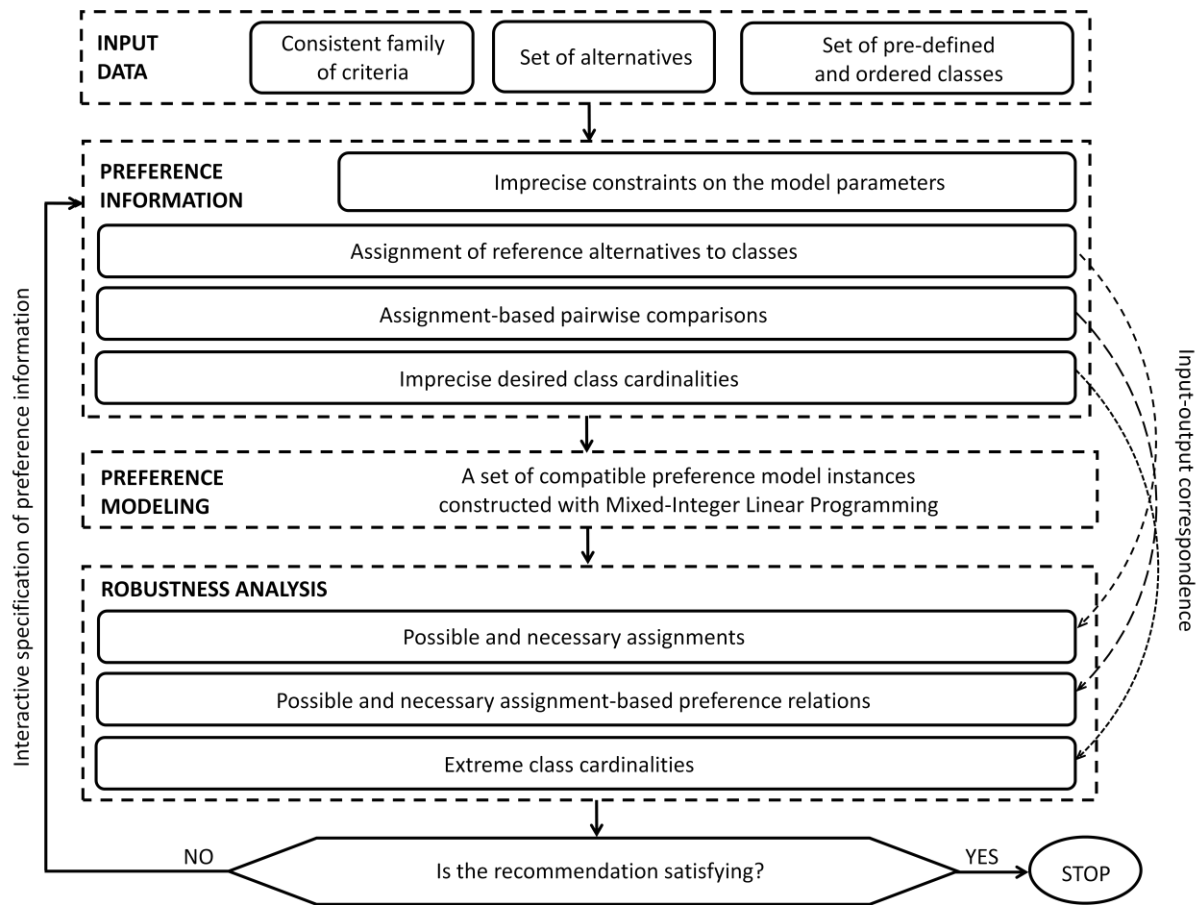 INPUT
DATA
Consistent family
of criteria
Set of alternatives
Set of pre-defined
and ordered classes
PREFERENCE
INFORMATION
Imprecise constraints on the model parameters
Assignment of reference alternatives to classes
Assignment-based pairwise comparisons
Imprecise desired class cardinalities
PREFERENCE
MODELING
A set of compatible preference model instances
constructed with Mixed-Integer Linear Programming
ROBUSTNESS ANALYSIS
Possible and necessary assignments
Possible and necessary assignment-based preference relations
Extreme class cardinalities
NO
Is the recommendation satisfying?
YES
STOP
Interactive specification of preference information
Input-output correspondence